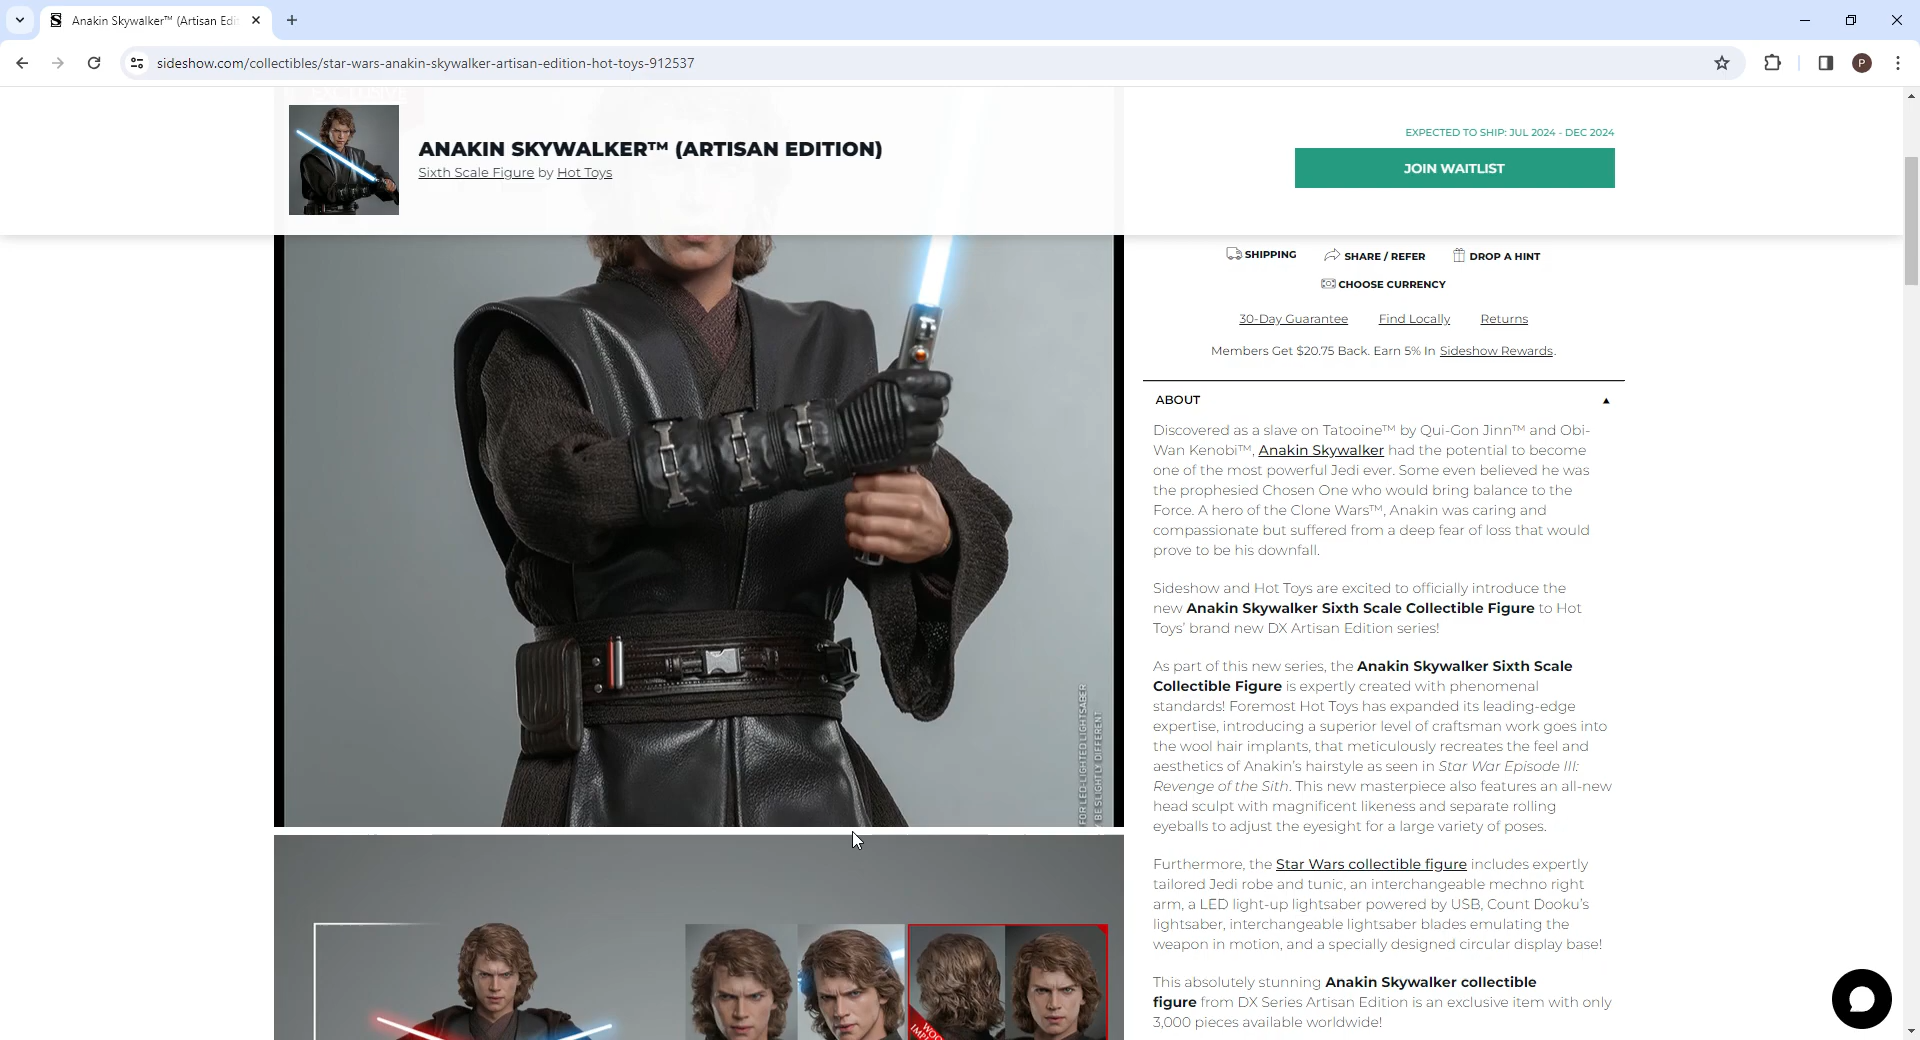 Anakin Skywalker™ (Artisan Edi
sideshow.com/collectibles/star-wars-anakin-skywalker-artisan-edition-hot-toys-912537
P
EXCLUSIVE
ANAKIN SKYWALKER™ (ARTISAN EDITION)
Sixth Scale Figure by Hot Toys
EXPECTED TO SHIP: JUL 2024 - DEC 2024
JOIN WAITLIST
SHIPPING
SHARE / REFER
DROP A HINT
CHOOSE CURRENCY
30-Day Guarantee
Find Locally
Returns
Members Get $20.75 Back. Earn 5% In Sideshow Rewards.
ABOUT
Discovered as a slave on Tatooine™ by Qui-Gon Jinn™ and Obi-
Wan Kenobi™, Anakin Skywalker had the potential to become
one of the most powerful Jedi ever. Some even believed he was
the prophesied Chosen One who would bring balance to the
Force. A hero of the Clone Wars™, Anakin was caring and
compassionate but suffered from a deep fear of loss that would
prove to be his downfall.
Sideshow and Hot Toys are excited to officially introduce the
new Anakin Skywalker Sixth Scale Collectible Figure to Hot
Toys' brand new DX Artisan Edition series!
As part of this new series, the Anakin Skywalker Sixth Scale
Collectible Figure is expertly created with phenomenal
standards! Foremost Hot Toys has expanded its leading-edge
expertise, introducing a superior level of craftsman work goes into
the wool hair implants, that meticulously recreates the feel and
aesthetics of Anakin's hairstyle as seen in Star War Episode III:
Revenge of the Sith. This new masterpiece also features an all-new
head sculpt with magnificent likeness and separate rolling
eyeballs to adjust the eyesight for a large variety of poses.
Furthermore, the Star Wars collectible figure includes expertly
tailored Jedi robe and tunic, an interchangeable mechno right
arm, a LED light-up lightsaber powered by USB, Count Dooku's
lightsaber, interchangeable lightsaber blades emulating the
weapon in motion, and a specially designed circular display base!
This absolutely stunning Anakin Skywalker collectible
figure from DX Series Artisan Edition is an exclusive item with only
3,000 pieces available worldwide!
FOR LED LIGHTED LIGHTSABER
BE SLIGHTLY DIFFERENT